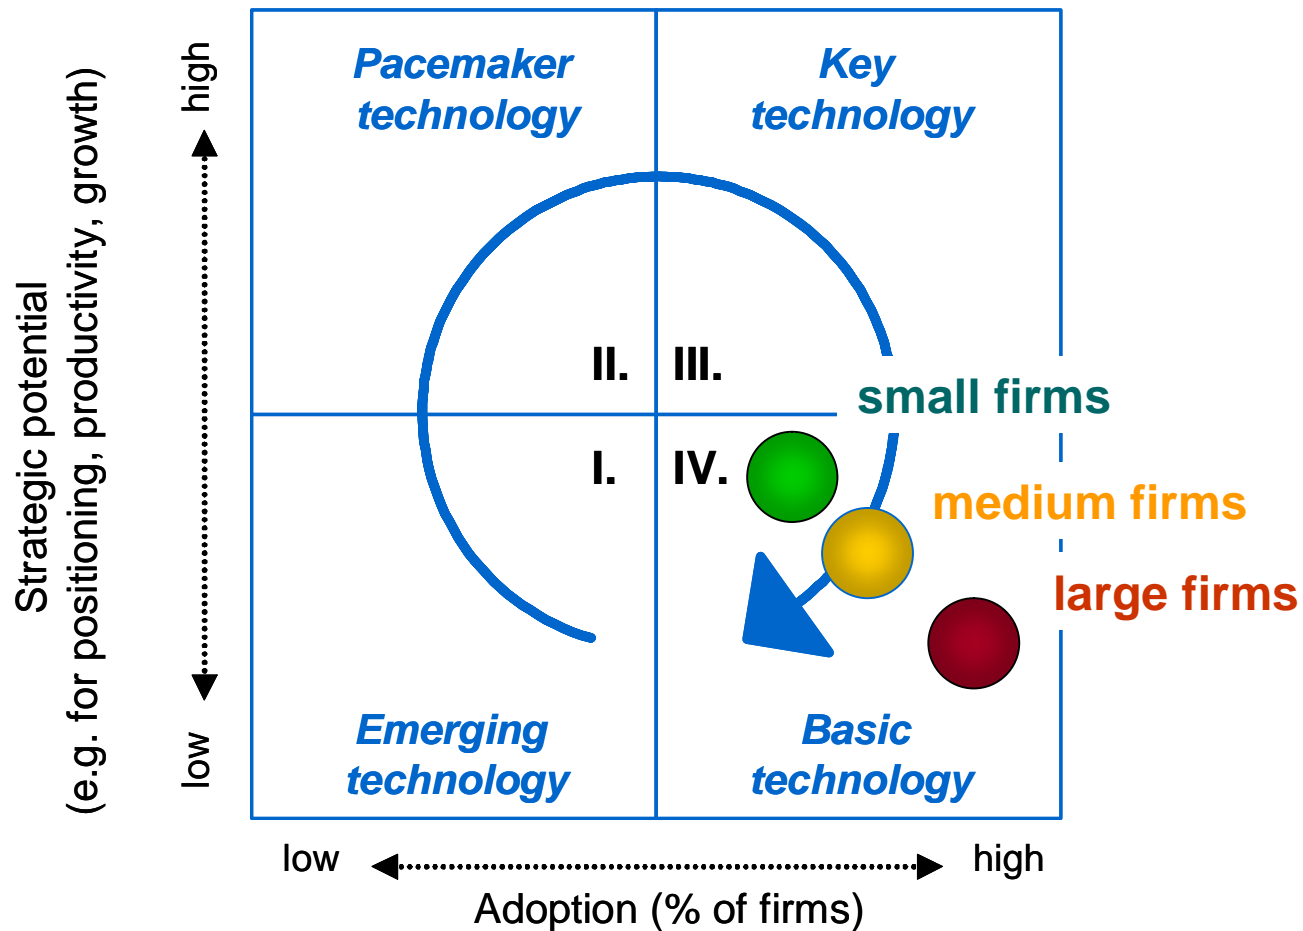 Strategic potential
(e.g. for positioning, productivity, growth)
high
low
Pacemaker
technology
Key
technology
II.
III.
small firms
I.
IV.
medium firms
large firms
Emerging
technology
Basic
technology
low
high
Adoption (% of firms)